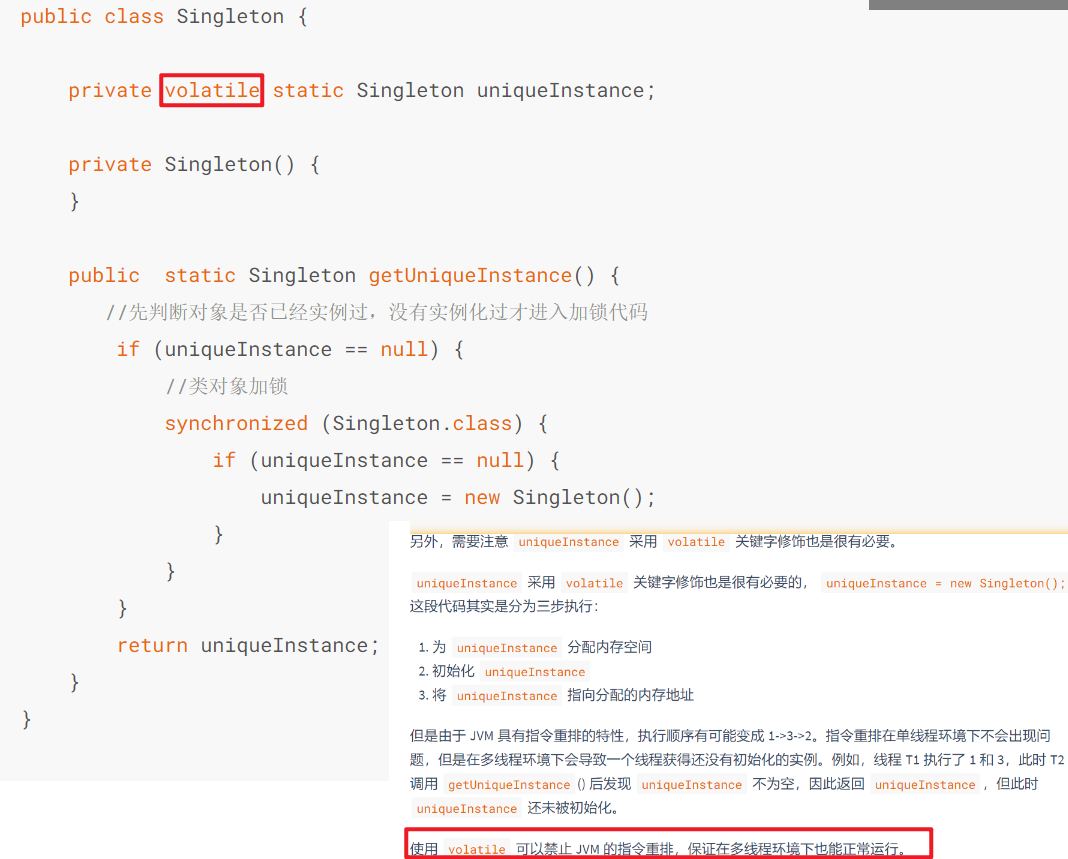 public class Singleton {
private volatile static Singleton uniqueInstance;
private Singleton() {
}
public  static Singleton getUniqueInstance() {
//先判断对象是否已经实例过，没有实例化过才进入加锁代码
if (uniqueInstance == null) {
//类对象加锁
synchronized (Singleton.class) {
if (uniqueInstance == null) {
uniqueInstance = new Singleton();
}
}
}
return uniqueInstance;
}
}
另外，需要注意 uniqueInstance 采用 volatile 关键字修饰也是很有必要。
uniqueInstance 采用 volatile 关键字修饰也是很有必要的， uniqueInstance = new Singleton();
这段代码其实是分为三步执行：
1. 为 uniqueInstance 分配内存空间
2. 初始化 uniqueInstance
3. 将 uniqueInstance 指向分配的内存地址
但是由于 JVM 具有指令重排的特性，执行顺序有可能变成 1->3->2。指令重排在单线程环境下不会出现问
题，但是在多线程环境下会导致一个线程获得还没有初始化的实例。例如，线程 T1 执行了 1 和 3，此时 T2
调用 getUniqueInstance () 后发现 uniqueInstance 不为空，因此返回 uniqueInstance ，但此时
uniqueInstance 还未被初始化。
使用 volatile 可以禁止 JVM 的指令重排，保证在多线程环境下也能正常运行。